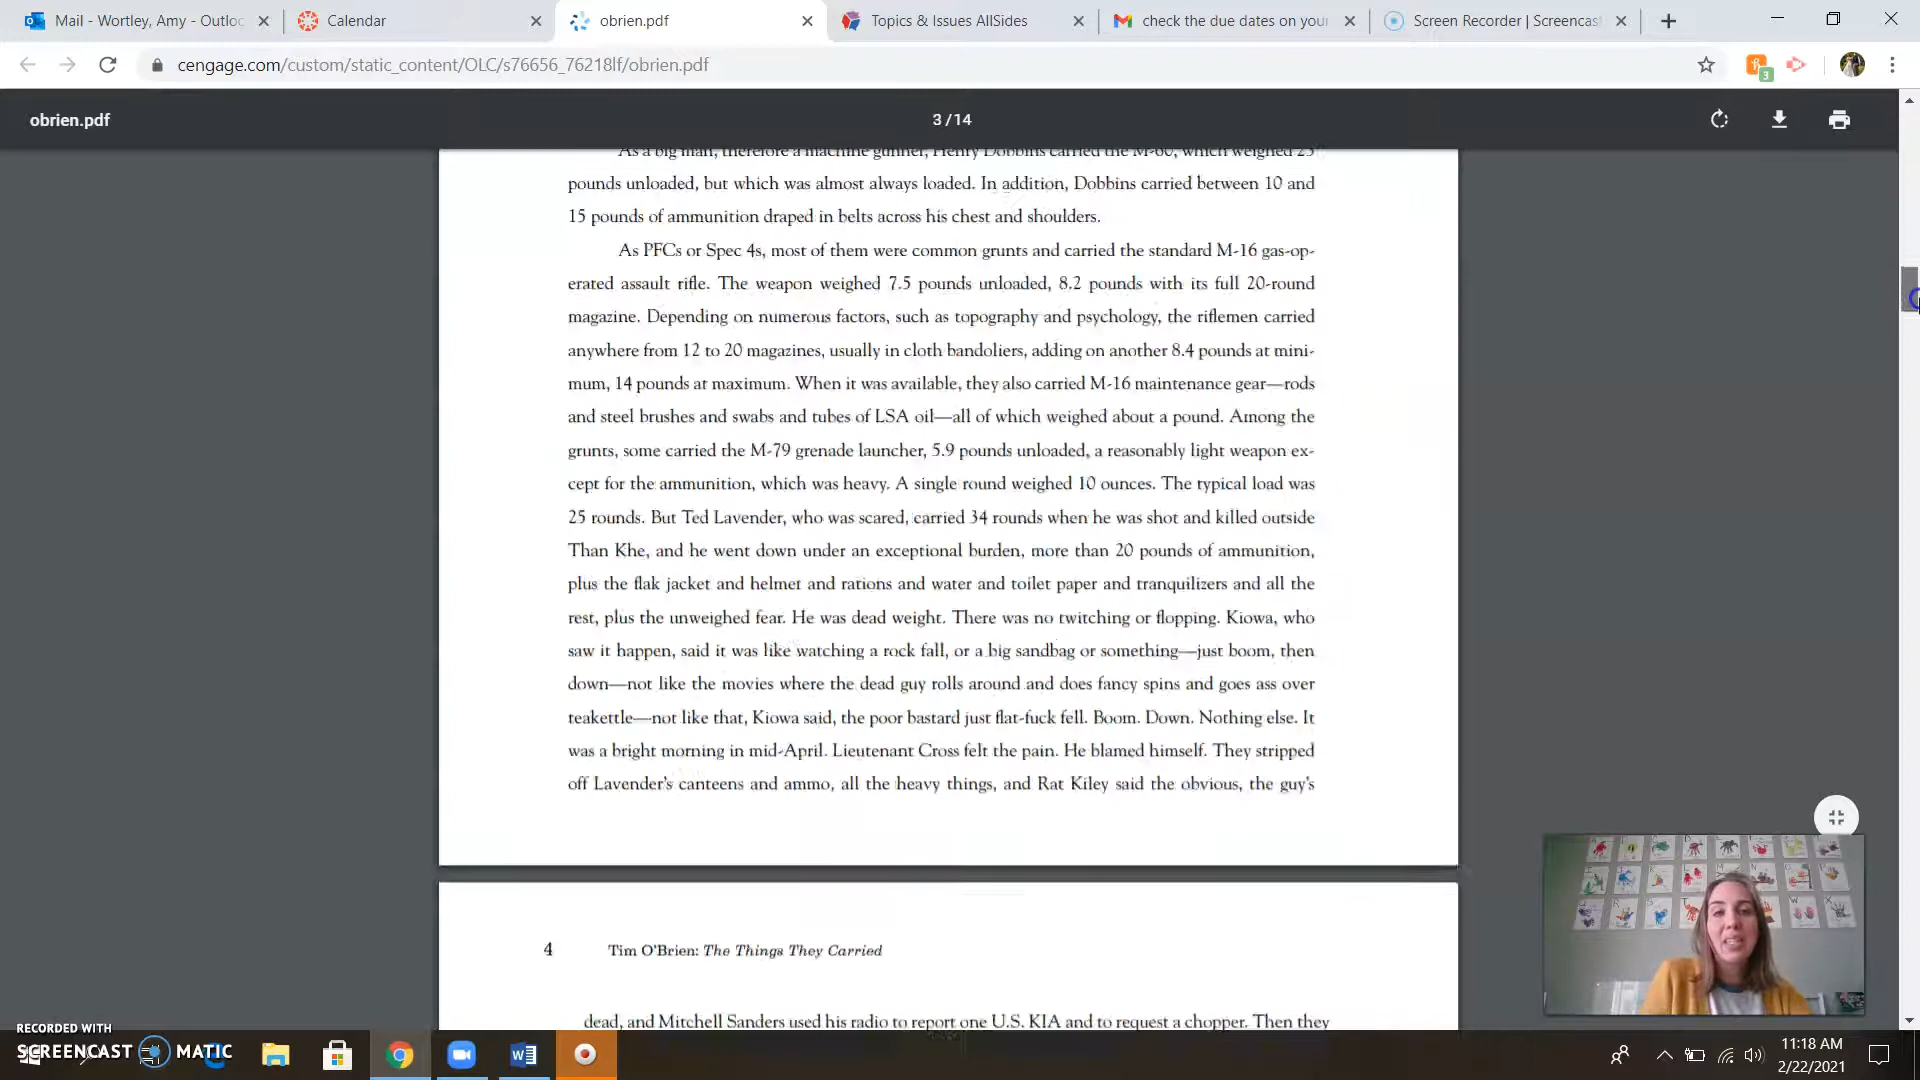 Mail - Wortley, Amy - Outloo
Calendar
obrien.pdf
Topics & Issues AllSides
check the due dates on your
Screen Recorder | Screencast
cengage.com/custom/static_content/OLC/s76656_76218lf/obrien.pdf
3
obrien.pdf
3 / 14
As a big man, therefore a machine gunner, Henry Dobbins carried the M-60, which weighed 23
pounds unloaded, but which was almost always loaded. In addition, Dobbins carried between 10 and
15 pounds of ammunition draped in belts across his chest and shoulders.
As PFCs or Spec 4s, most of them were common grunts and carried the standard M-16 gas-op-
erated assault rifle. The weapon weighed 7.5 pounds unloaded, 8.2 pounds with its full 20-round
magazine. Depending on numerous factors, such as topography and psychology, the riflemen carried
anywhere from 12 to 20 magazines, usually in cloth bandoliers, adding on another 8.4 pounds at mini-
mum, 14 pounds at maximum. When it was available, they also carried M-16 maintenance gear—rods
and steel brushes and swabs and tubes of LSA oil—all of which weighed about a pound. Among the
grunts, some carried the M-79 grenade launcher, 5.9 pounds unloaded, a reasonably light weapon ex-
cept for the ammunition, which was heavy. A single round weighed 10 ounces. The typical load was
25 rounds. But Ted Lavender, who was scared, carried 34 rounds when he was shot and killed outside
Than Khe, and he went down under an exceptional burden, more than 20 pounds of ammunition,
plus the flak jacket and helmet and rations and water and toilet paper and tranquilizers and all the
rest, plus the unweighed fear. He was dead weight. There was no twitching or flopping. Kiowa, who
saw it happen, said it was like watching a rock fall, or a big sandbag or something—just boom, then
down—not like the movies where the dead guy rolls around and does fancy spins and goes ass over
teakettle—not like that, Kiowa said, the poor bastard just flat-fuck fell. Boom. Down. Nothing else. It
was a bright morning in mid-April. Lieutenant Cross felt the pain. He blamed himself. They stripped
off Lavender's canteens and ammo, all the heavy things, and Rat Kiley said the obvious, the guy's
4 Tim O'Brien: The Things They Carried
dead, and Mitchell Sanders used his radio to report one U.S. KIA and to request a chopper. Then they
RECORDED WITH
SCREENCAST MATIC
11:18 AM
2/22/2021